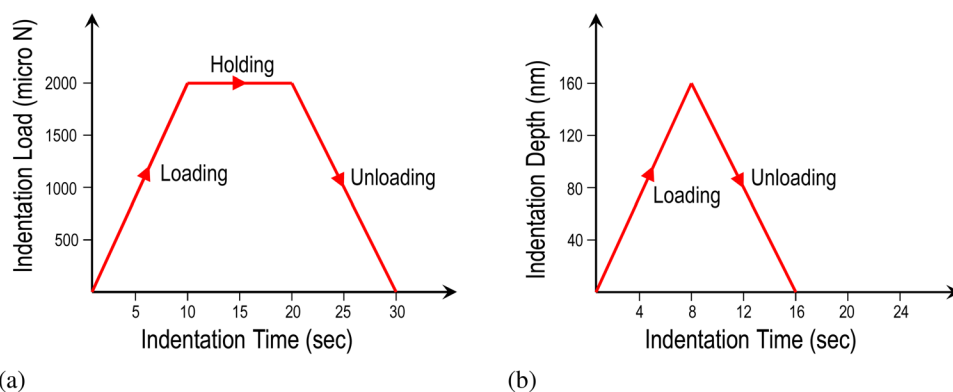 Indentation Load (micro N)
2000
1500
1000
500
Holding
Loading
Unloading
5 10 15 20 25 30
Indentation Time (sec)
(a)
Indentation Depth (nm)
160
120
80
40
Loading
Unloading
4 8 12 16 20 24
Indentation Time (sec)
(b)